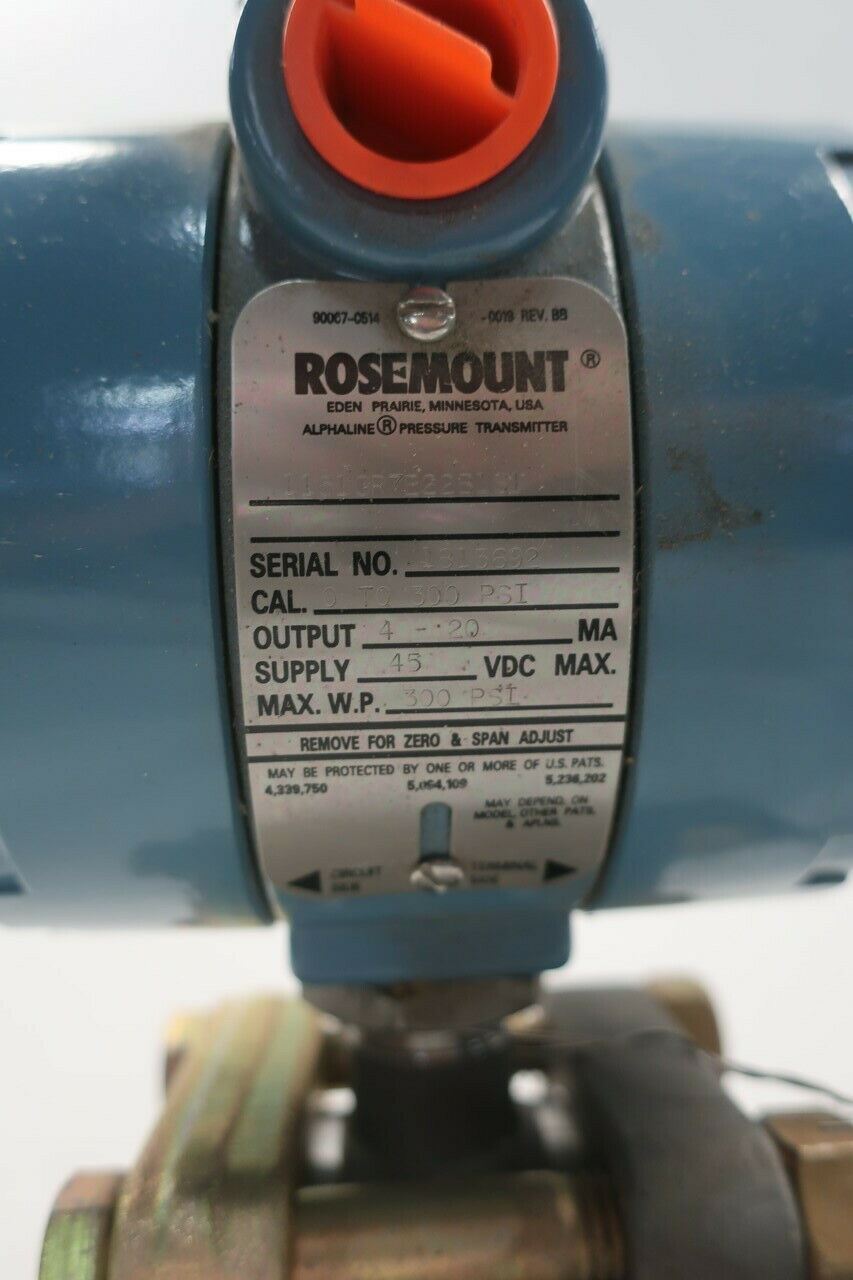 90007-0514 -0019 REV. BB
ROSEMOUNT ®
EDEN PRAIRIE, MINNESOTA, USA
ALPHALINE ® PRESSURE TRANSMITTER
SERIAL NO. 1813692
CAL. 0 TO 300 PSI
OUTPUT 4 - 20 MA
SUPPLY 45 VDC MAX.
MAX. W.P. 300 PSI
REMOVE FOR ZERO & SPAN ADJUST
MAY BE PROTECTED BY ONE OR MORE OF U.S. PATS.
4,339,750 5,094,109 5,236,202
MAY DEPEND ON
MODEL, OTHER PATS.
& APLNS.
CIRCUIT SIDE
TERMINAL SIDE